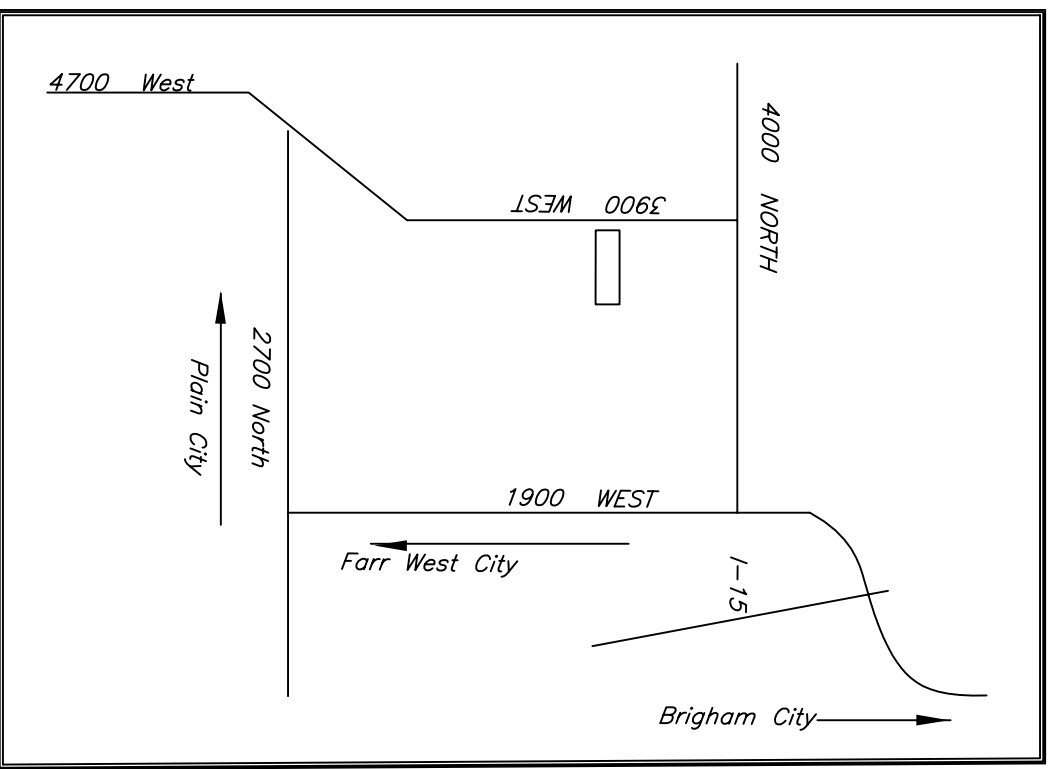 4700 West
4000 NORTH
3900 WEST
2700 North
Plain City
1900 WEST
Farr West City
I-15
Brigham City